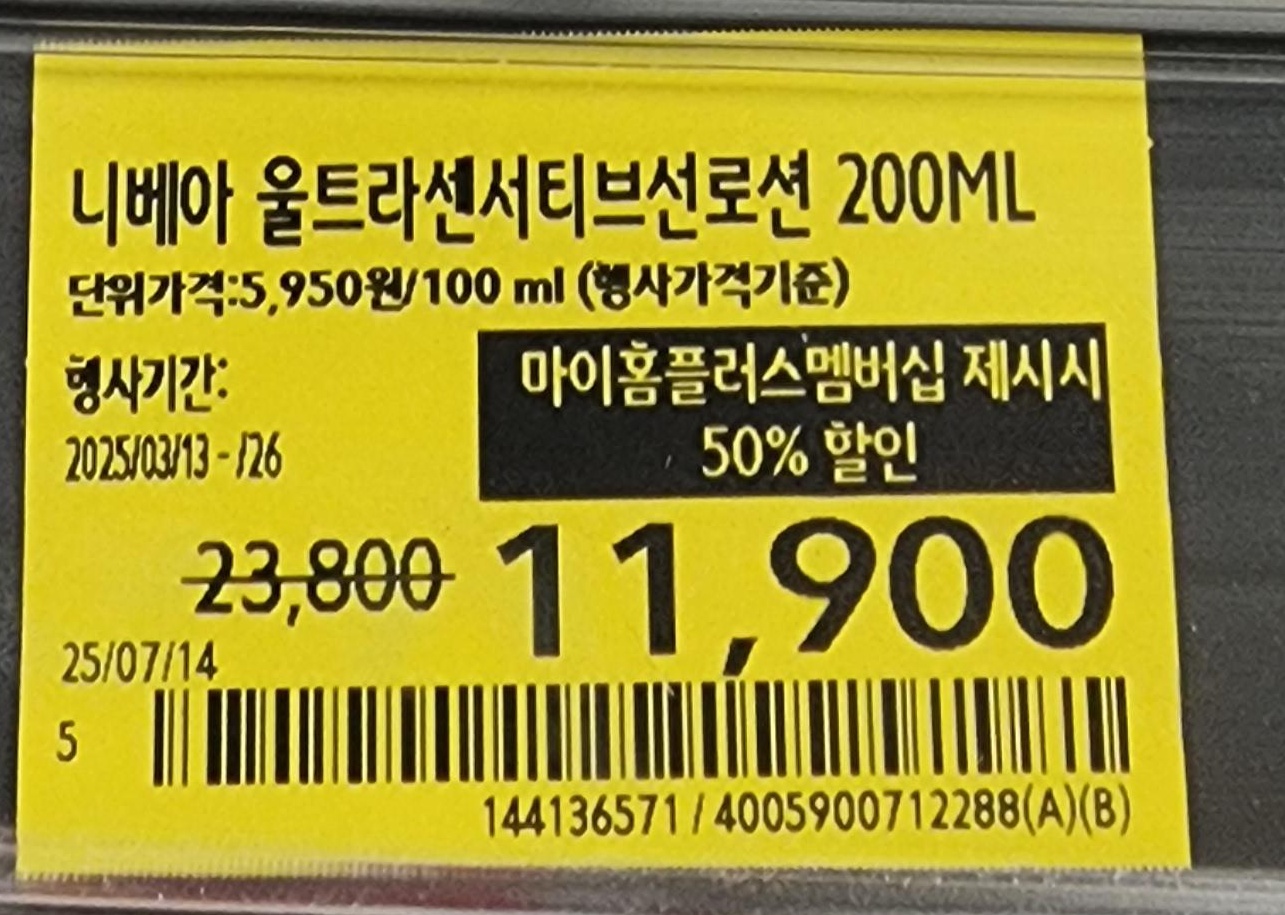 니베아 울트라센서티브선로션 200ML
단위가격:5,950원/100 ml (행사가격기준)
행사기간:
2025/03/13 - /26
마이홈플러스멤버십 제시시
50% 할인
23,800 11,900
25/07/14
5
144136571 / 4005900712288(A)(B)